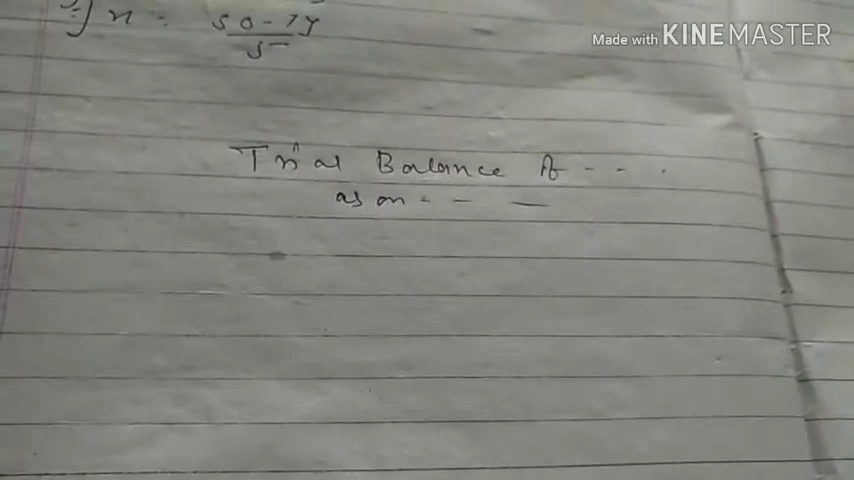 Made with KINEMASTER
x = 50-7y
5
Trial Balance of - - .
as on - - —